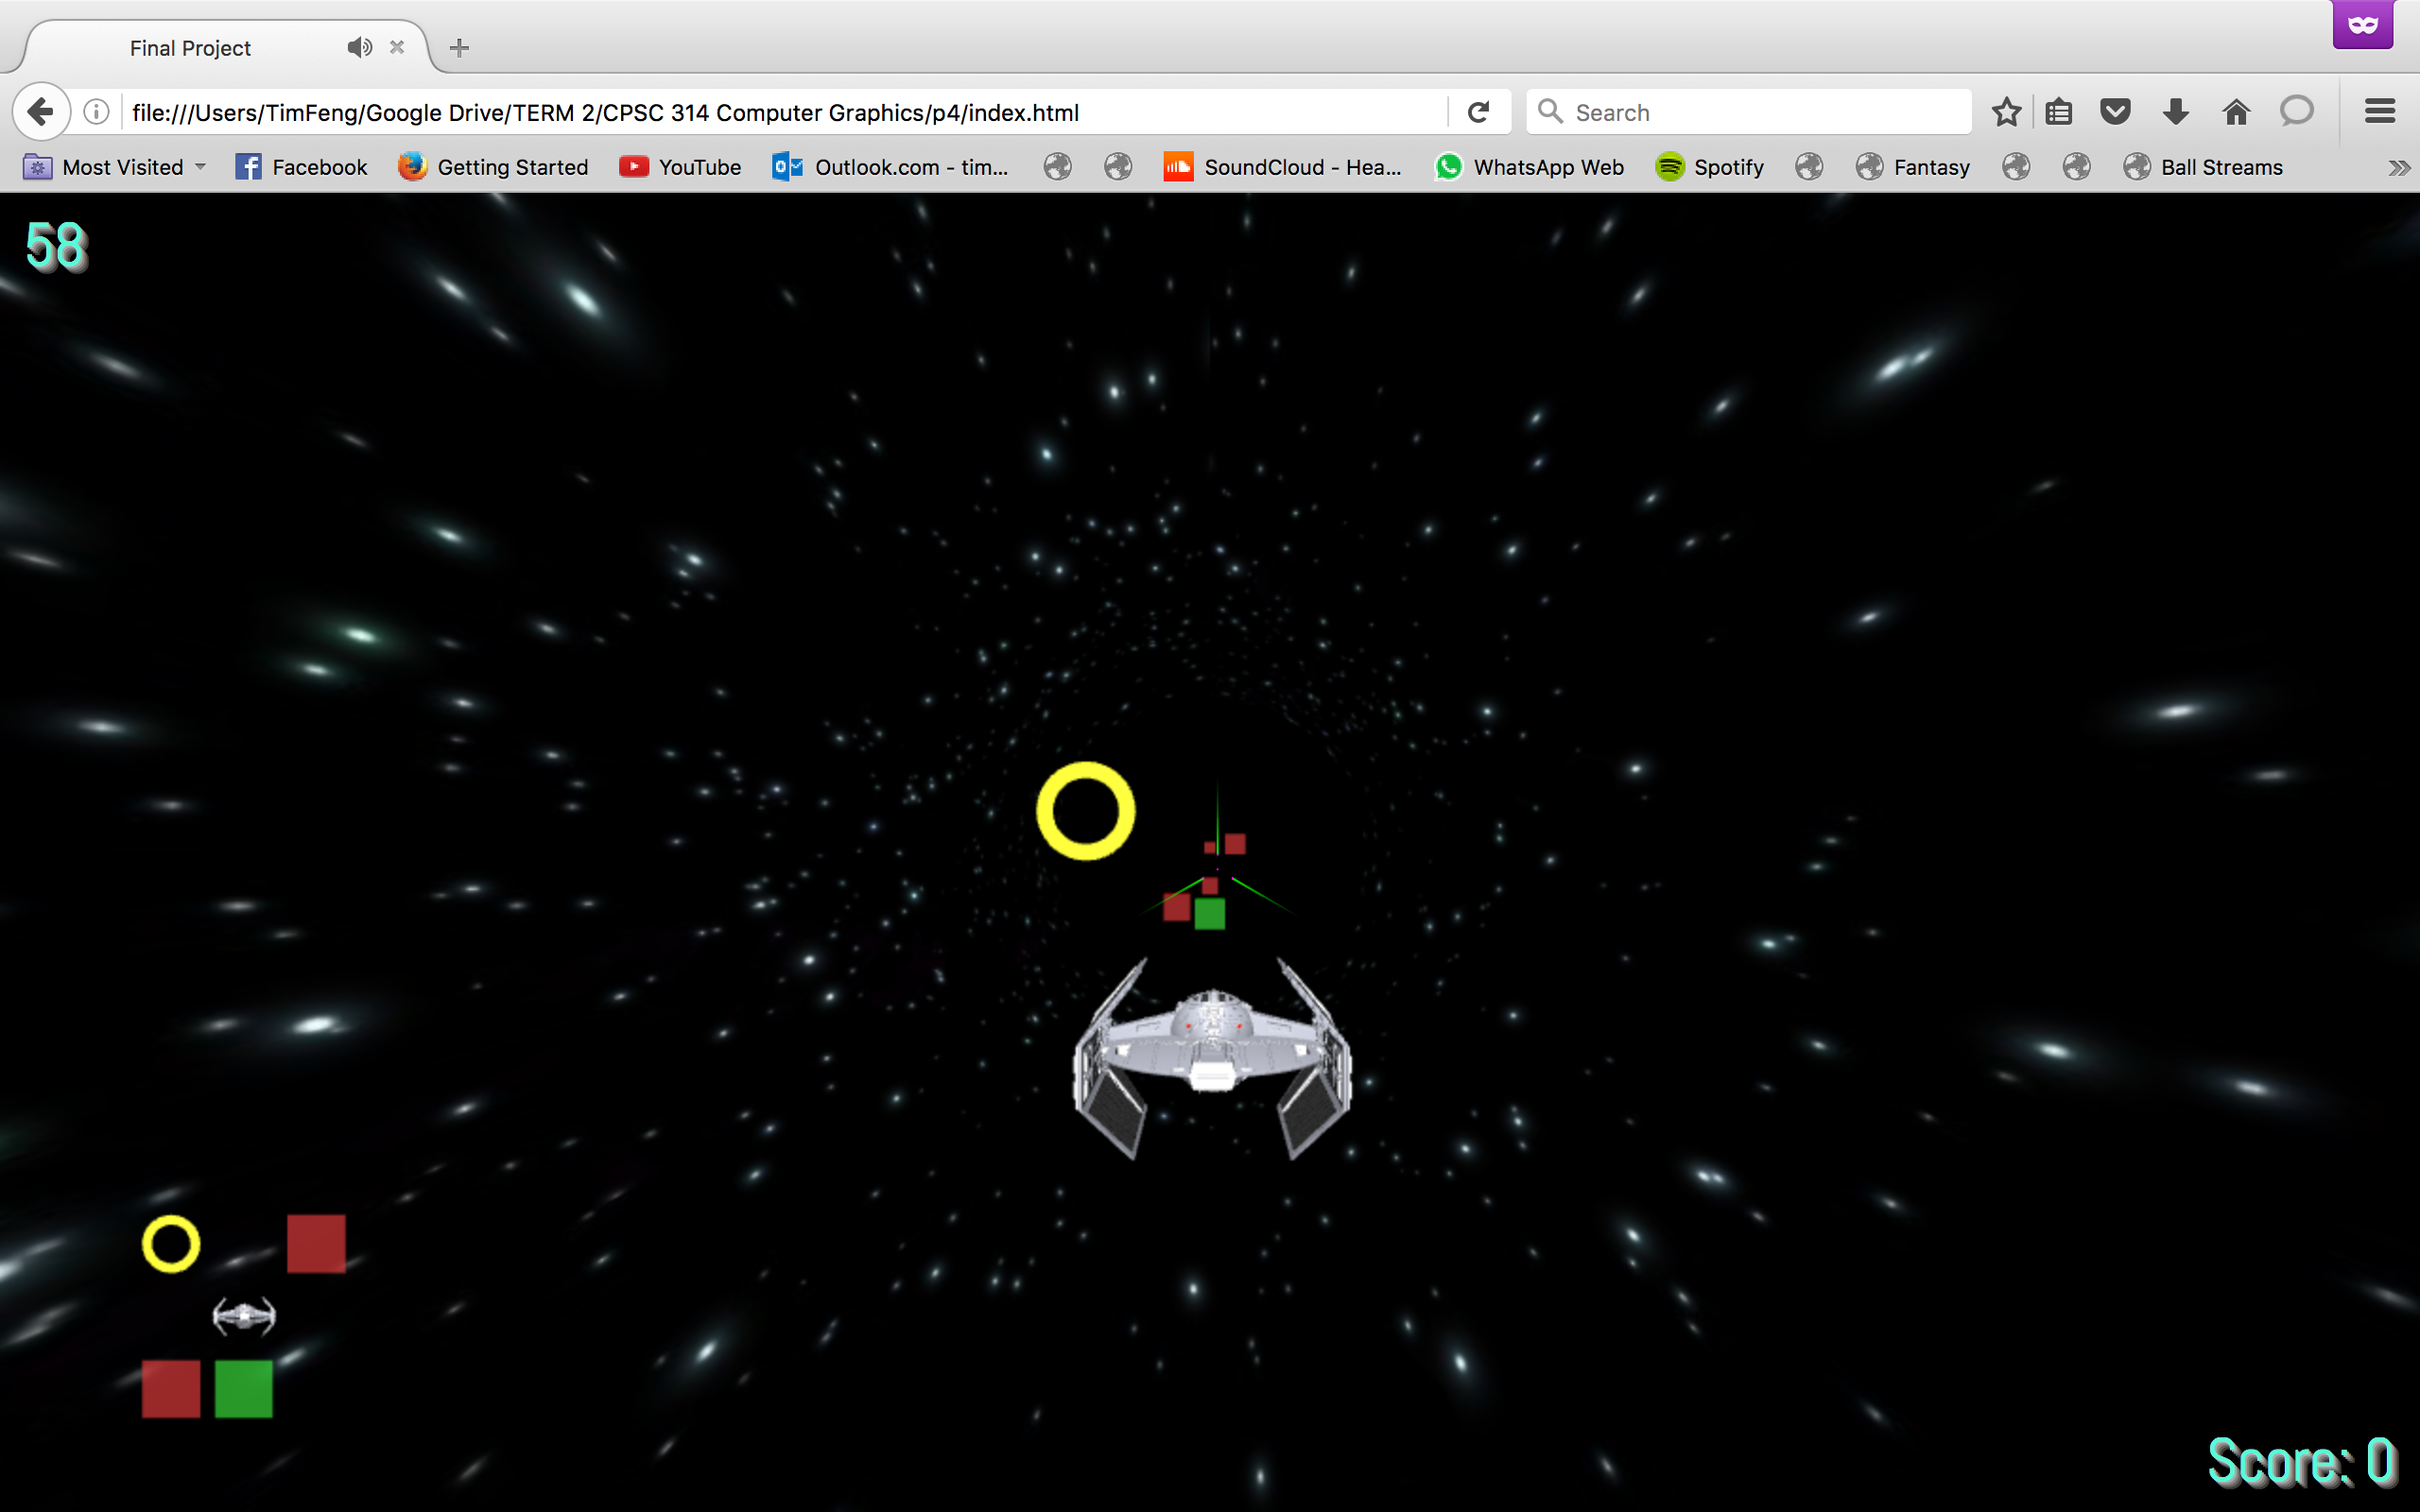 Final Project
file:///Users/TimFeng/Google Drive/TERM 2/CPSC 314 Computer Graphics/p4/index.html
Search
Most Visited Facebook Getting Started YouTube Outlook.com - tim... SoundCloud - Hea... WhatsApp Web Spotify Fantasy Ball Streams
58
Score: 0